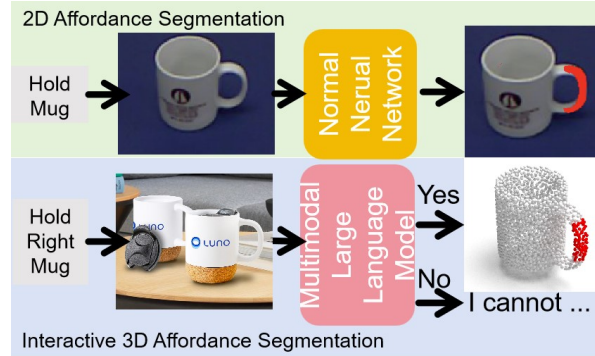 2D Affordance Segmentation
Hold
Mug
Normal
Nerual
Network
Hold
Right
Mug
LUNO
LUNO
Multimodal
Large
Language
Model
Yes
No
I cannot ...
Interactive 3D Affordance Segmentation